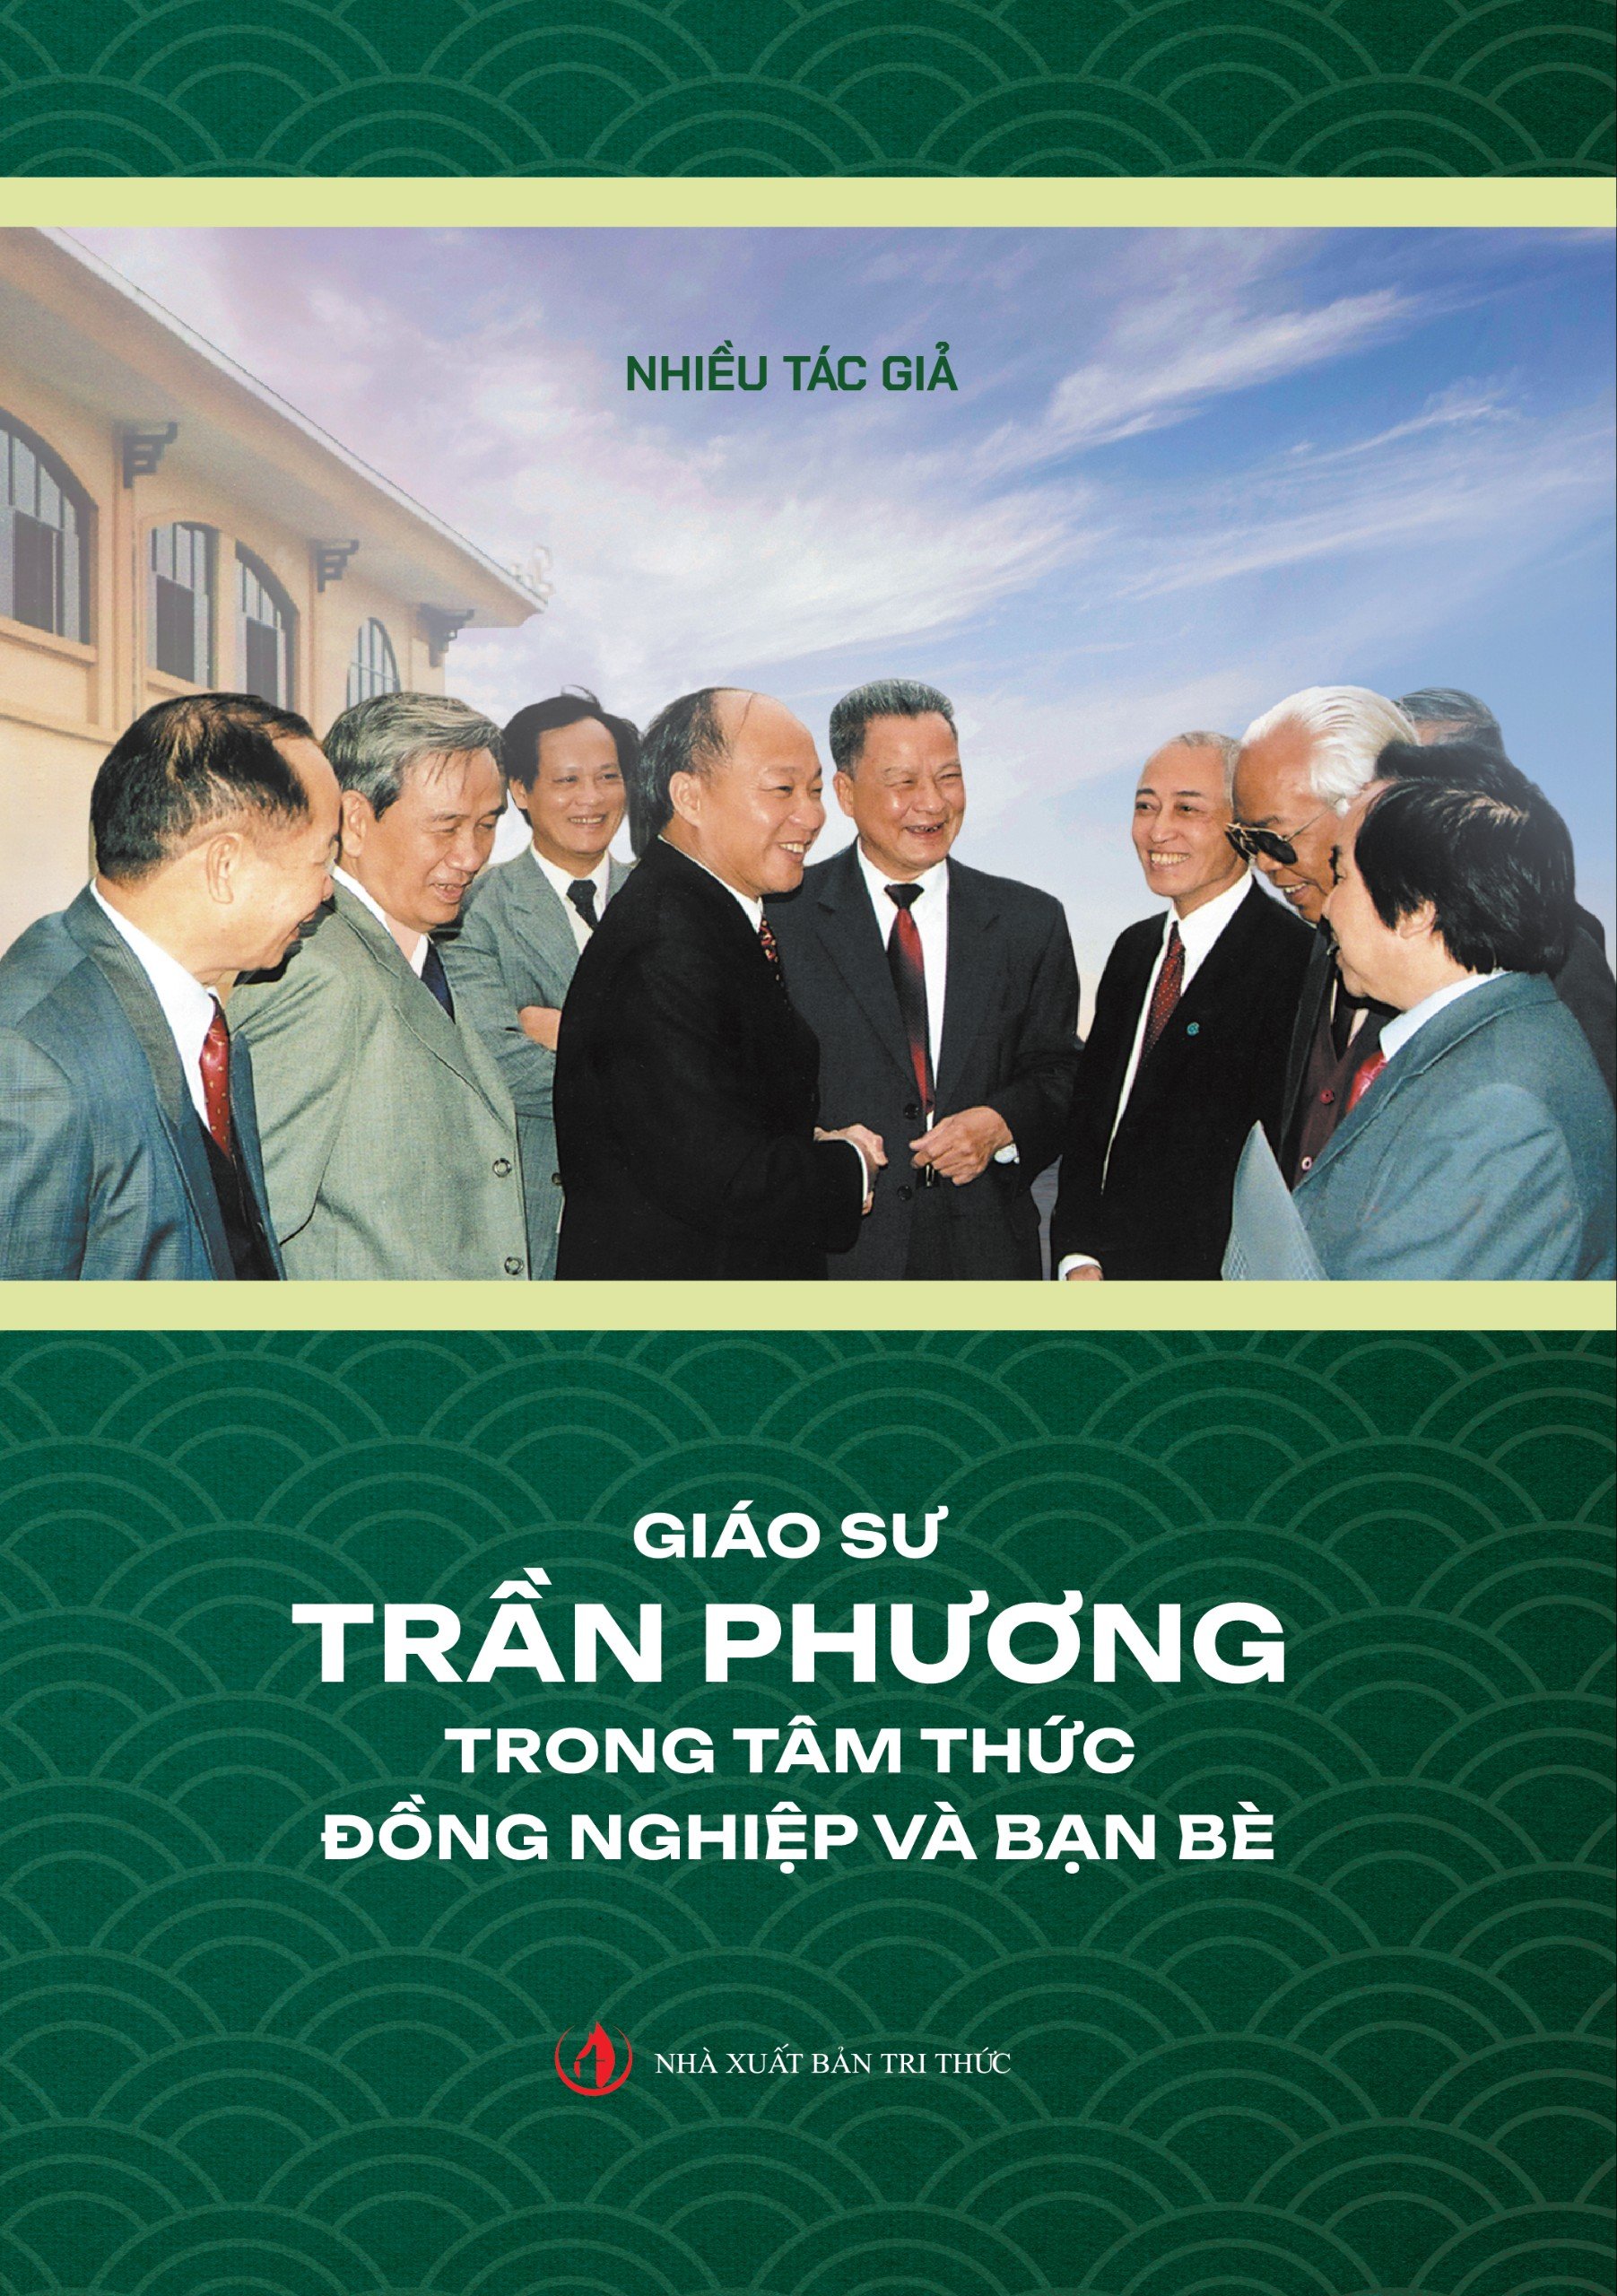 NHIỀU TÁC GIẢ
GIÁO SƯ
TRẦN PHƯƠNG
TRONG TÂM THỨC
ĐỒNG NGHIỆP VÀ BẠN BÈ
NHÀ XUẤT BẢN TRI THỨC